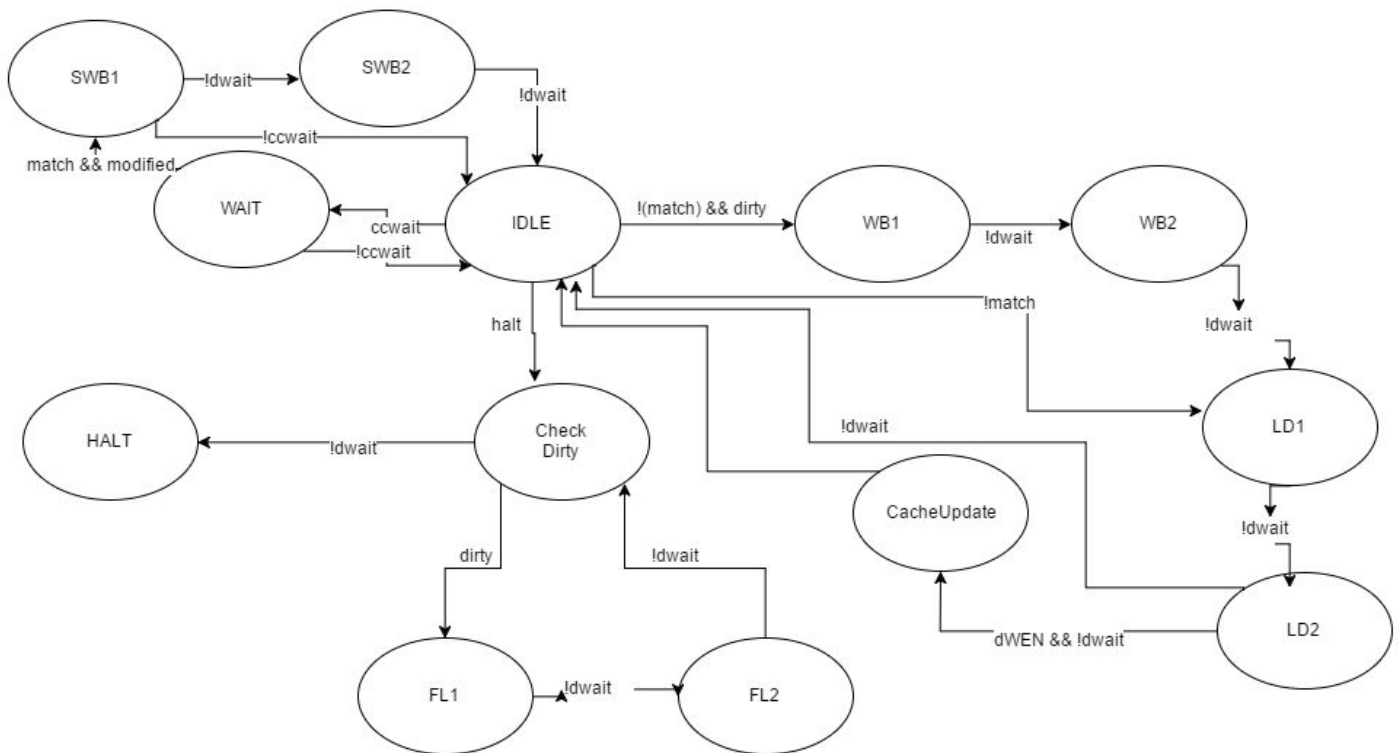 SWB1
!dwait
SWB2
!dwait
!ccwait
match && modified
WAIT
ccwait
!ccwait
IDLE
!(match) && dirty
WB1
!dwait
WB2
!match
!dwait
halt
HALT
!dwait
Check
Dirty
!dwait
LD1
CacheUpdate
!dwait
dirty
!dwait
dWEN && !dwait
LD2
FL1
!dwait
FL2